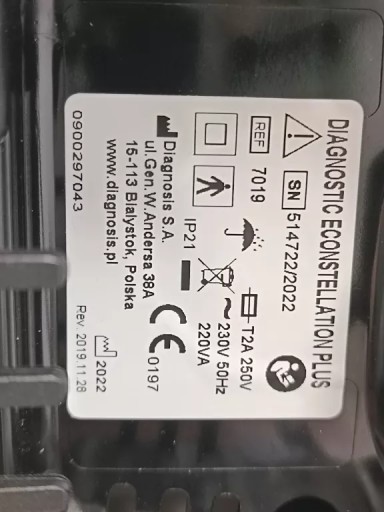 DIAGNOSTIC ECONSTELLATION PLUS
SN 514722/2022
REF 7019
T2A 250V
~ 230V 50Hz
220VA
IP21
Diagnosis S.A.
ul.Gen.W.Andersa 38A
15-113 Białystok, Polska
www.diagnosis.pl
CE 0197
2022
0900297043
Rev. 2019.11.28